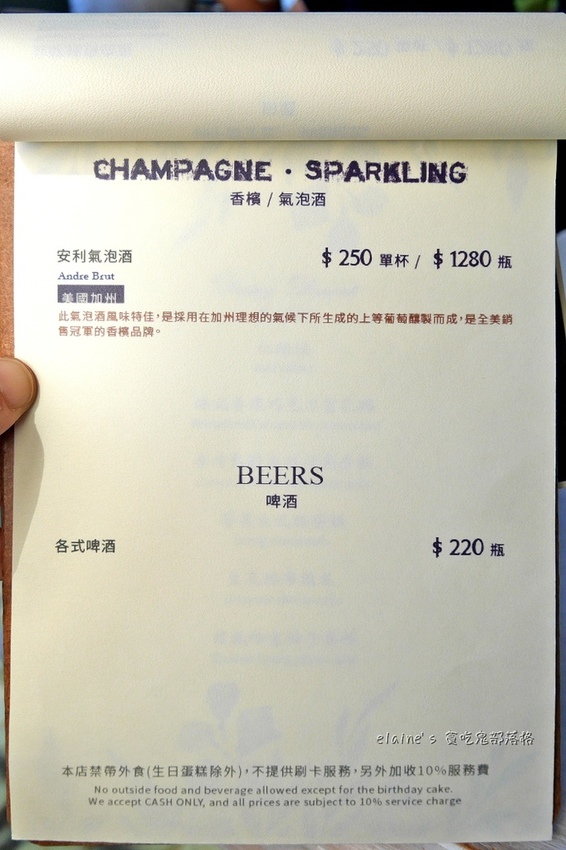 CHAMPAGNE · SPARKLING
香檳 / 氣泡酒
安利氣泡酒 $ 250 單杯 / $ 1280 瓶
Andre Brut
美國加州
此氣泡酒風味特佳,是採用在加州理想的氣候下所生成的上等葡萄釀製而成,是全美銷
售冠軍的香檳品牌。
BEERS
啤酒
各式啤酒 $ 220 瓶
elaine's 貪吃鬼部落格
本店禁帶外食(生日蛋糕除外),不提供刷卡服務,另外加收10%服務費
No outside food and beverage allowed except for the birthday cake.
We accept CASH ONLY, and all prices are subject to 10% service charge